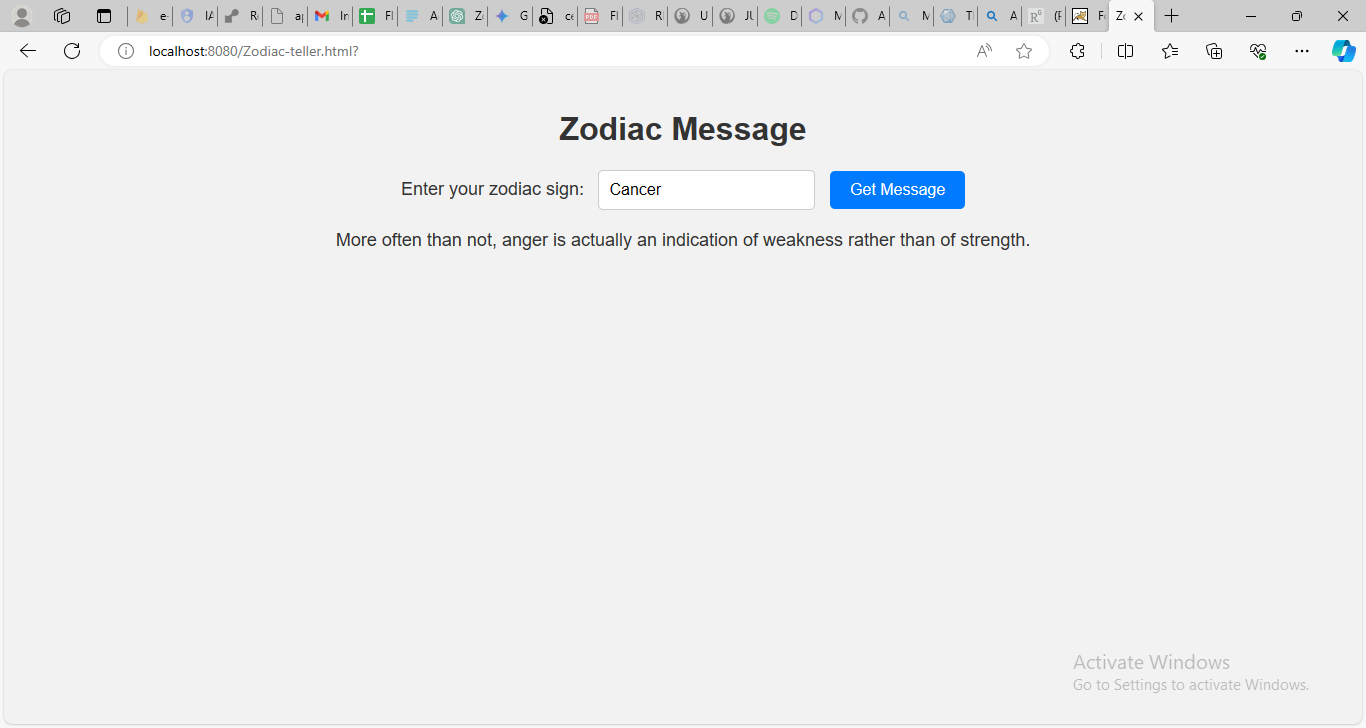 localhost:8080/Zodiac-teller.html?
Zodiac Message
Enter your zodiac sign: Cancer Get Message
More often than not, anger is actually an indication of weakness rather than of strength.
Activate Windows
Go to Settings to activate Windows.